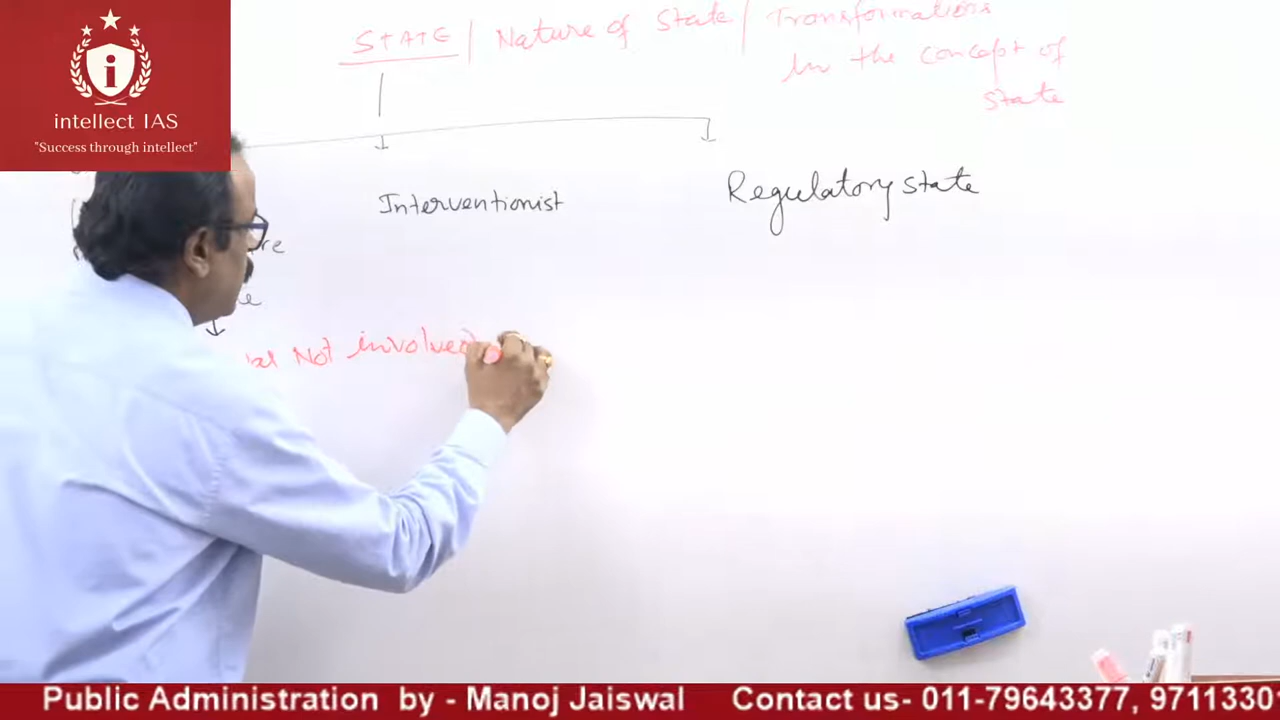 intellect IAS
"Success through intellect"
STATE / Nature of State / Transformations
in the concept of
State
Interventionist
Regulatory State
Not involved
Public Administration by - Manoj Jaiswal Contact us- 011-79643377, 9711330